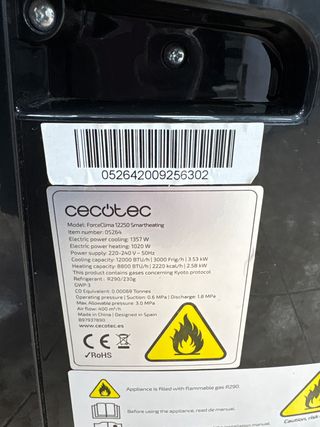 052642009256302
cecotec
Model: ForceClima 12250 Smartheating
Item number: 05264
Electric power cooling: 1357 W
Electric power heating: 1020 W
Power supply: 220-240 V ~ 50Hz
Cooling capacity: 12000 BTU/h | 3000 Frig/h | 3.53 kW
Heating capacity: 8800 BTU/h | 2220 kcal/h | 2.58 kW
This product contains gasses concerning Kyoto protocol.
Refrigerant: R290/230g
GWP:3
CO Equivalent: 0.00069 Tonnes
Operating pressure | Suction: 0.6 MPa | Discharge: 1.8 MPa
Max. Allowable pressure: 3.0 MPa
Air flow: 400 m³/h
Made in China | Designed in Spain
B97937890
www.cecotec.es
CE
✓RoHS
Appliance is filled with flammable gas R290.
Before using the appliance, read de manual.